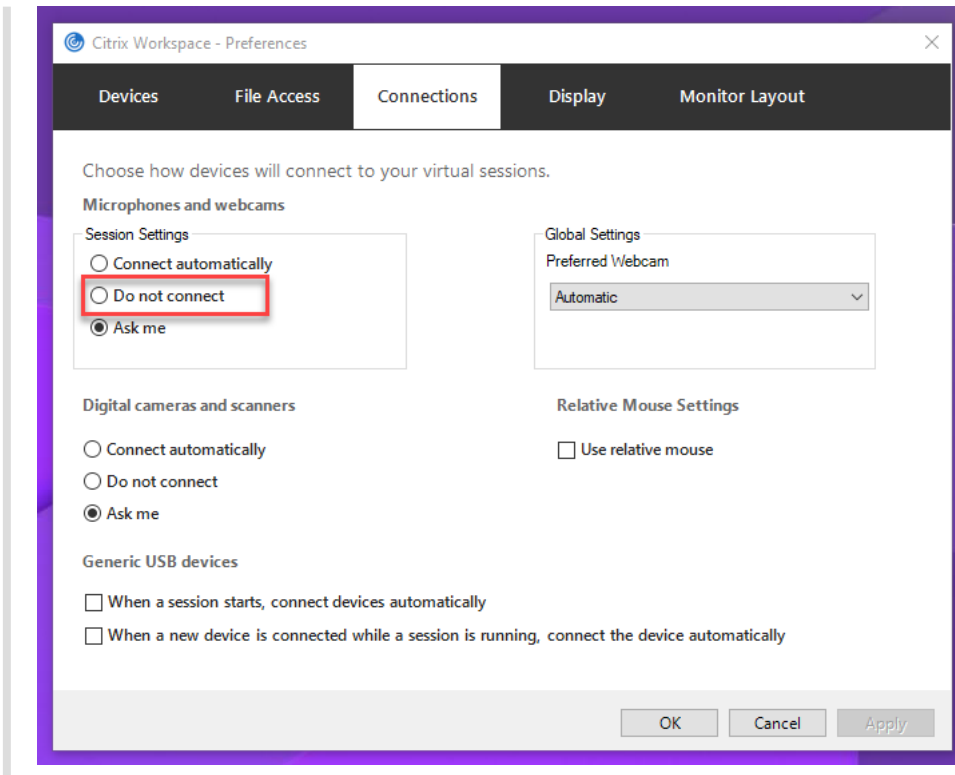 Citrix Workspace - Preferences
Devices File Access Connections Display Monitor Layout
Choose how devices will connect to your virtual sessions.
Microphones and webcams
Session Settings
Connect automatically
Do not connect
Ask me
Global Settings
Preferred Webcam
Automatic
Digital cameras and scanners
Connect automatically
Do not connect
Ask me
Relative Mouse Settings
Use relative mouse
Generic USB devices
When a session starts, connect devices automatically
When a new device is connected while a session is running, connect the device automatically
OK Cancel Apply